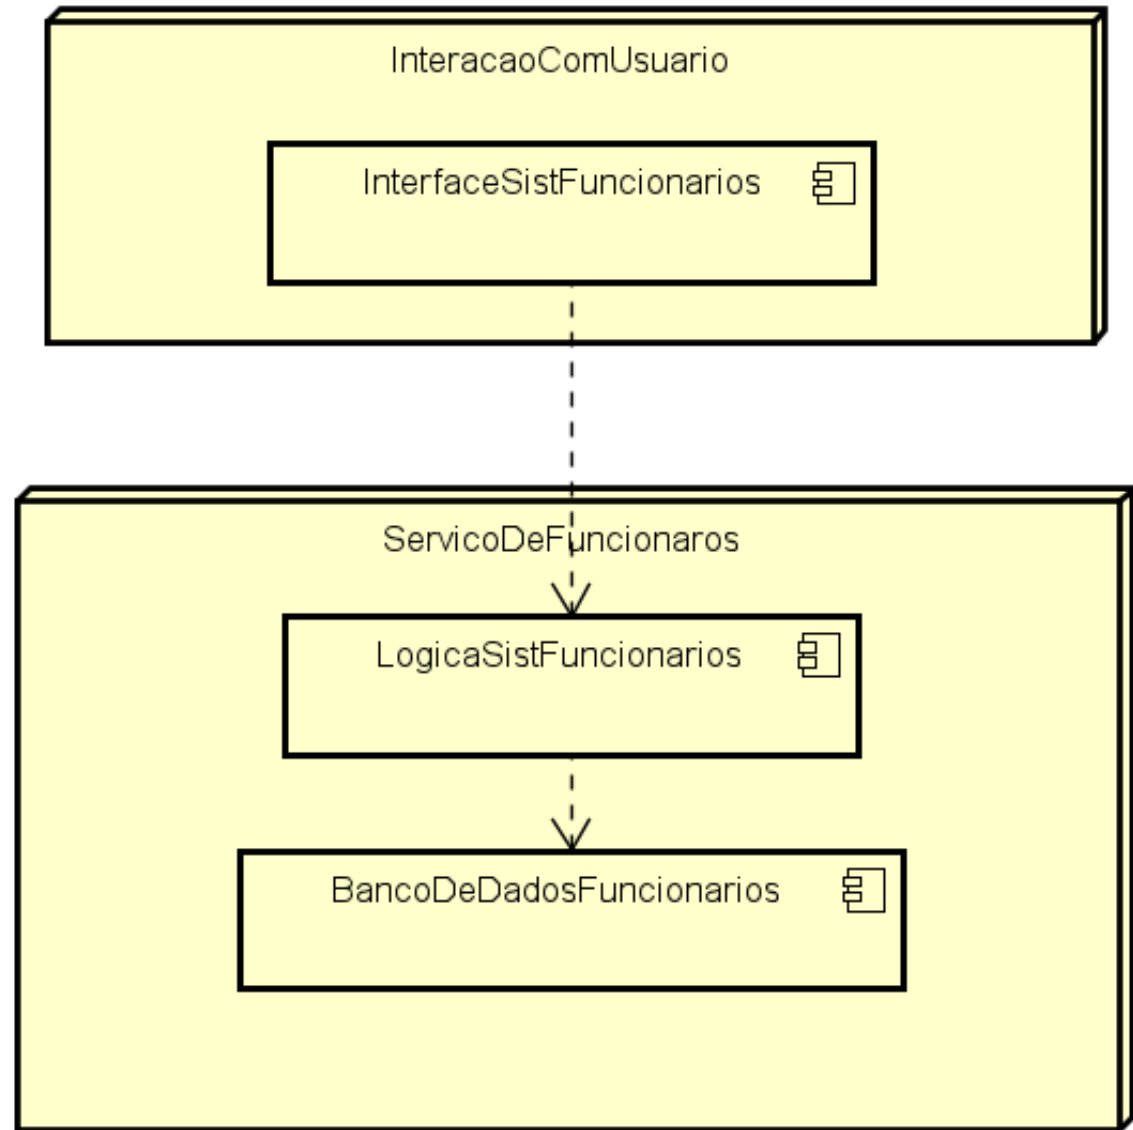 InteracaoComUsuario
InterfaceSistFuncionarios
ServicoDeFuncionaros
LogicaSistFuncionarios
BancoDeDadosFuncionarios